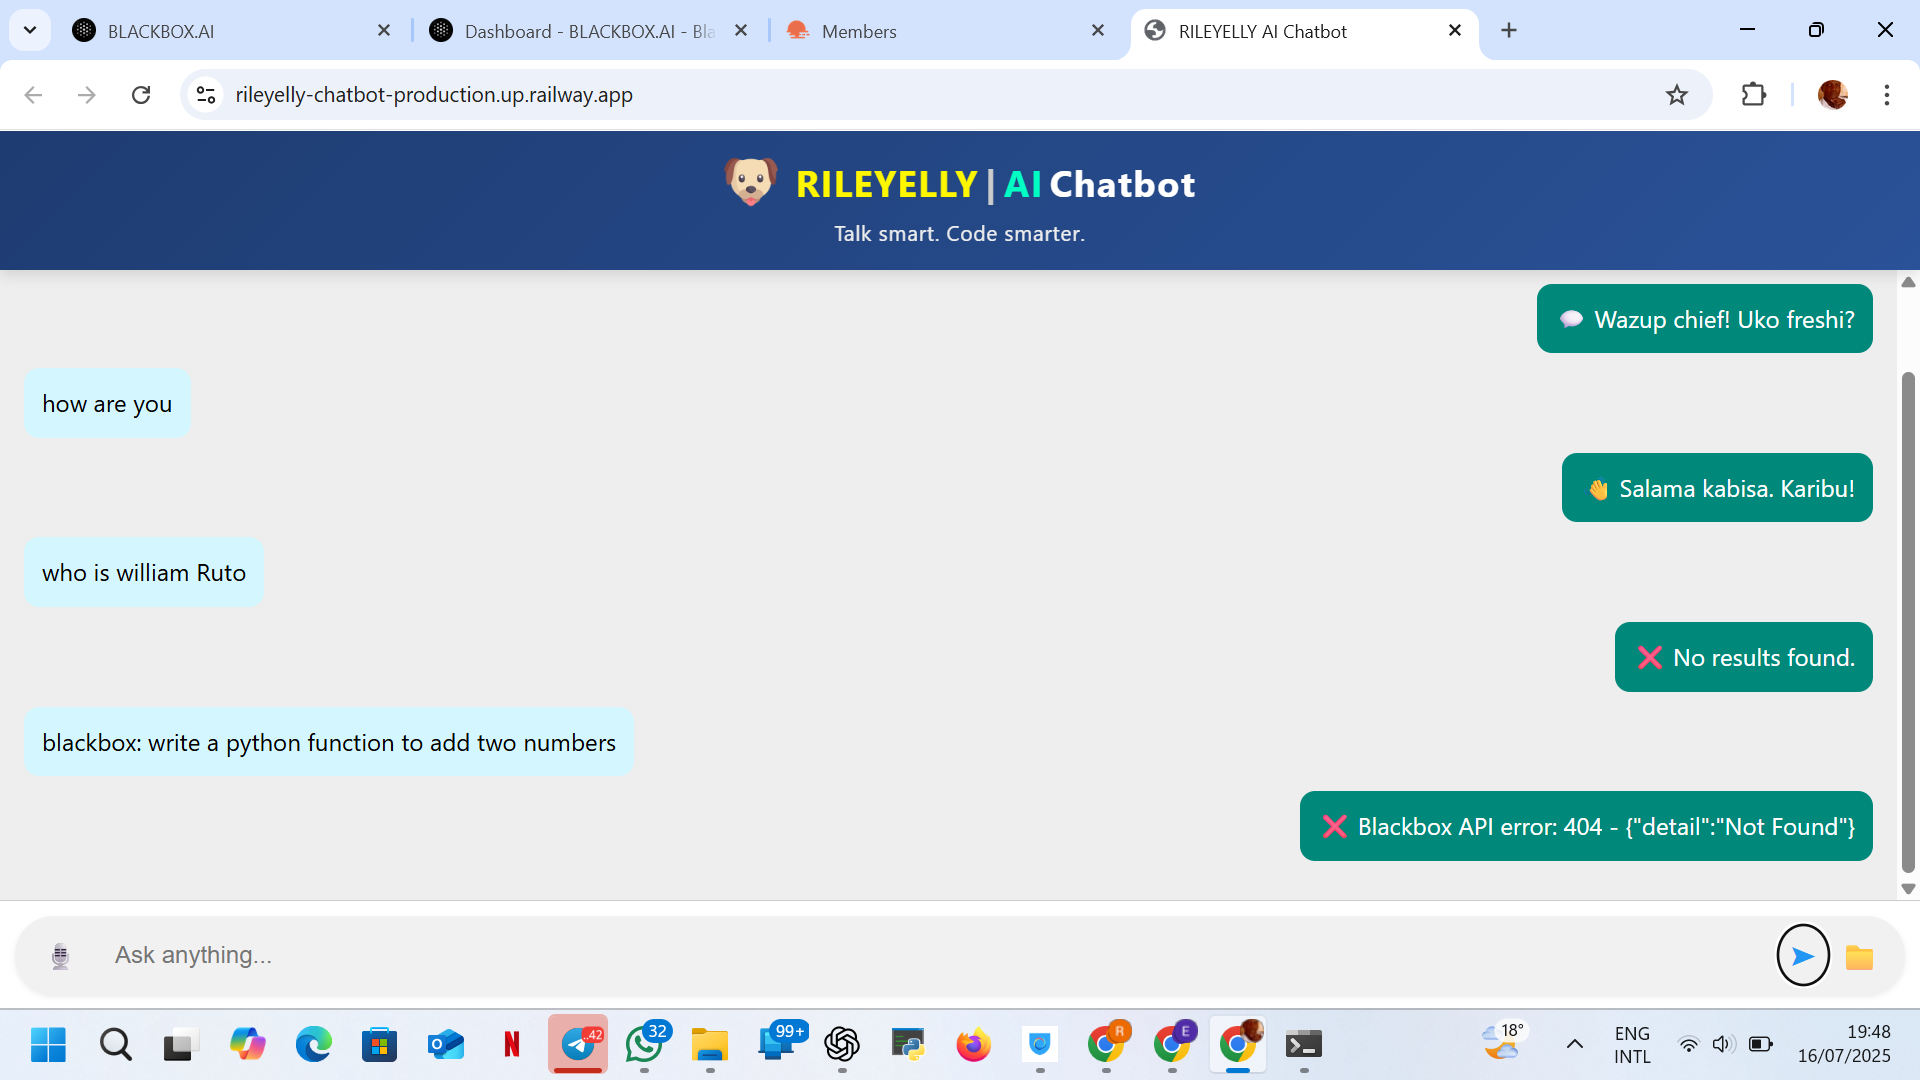 BLACKBOX.AI
Dashboard - BLACKBOX.AI - Bla
Members
RILEYELLY AI Chatbot
rileyelly-chatbot-production.up.railway.app
RILEYELLY | AI Chatbot
Talk smart. Code smarter.
Wazup chief! Uko freshi?
how are you
Salama kabisa. Karibu!
who is william Ruto
No results found.
blackbox: write a python function to add two numbers
Blackbox API error: 404 - {"detail":"Not Found"}
Ask anything...
N
..42
32
99+
R
E
18°
ENG
INTL
19:48
16/07/2025